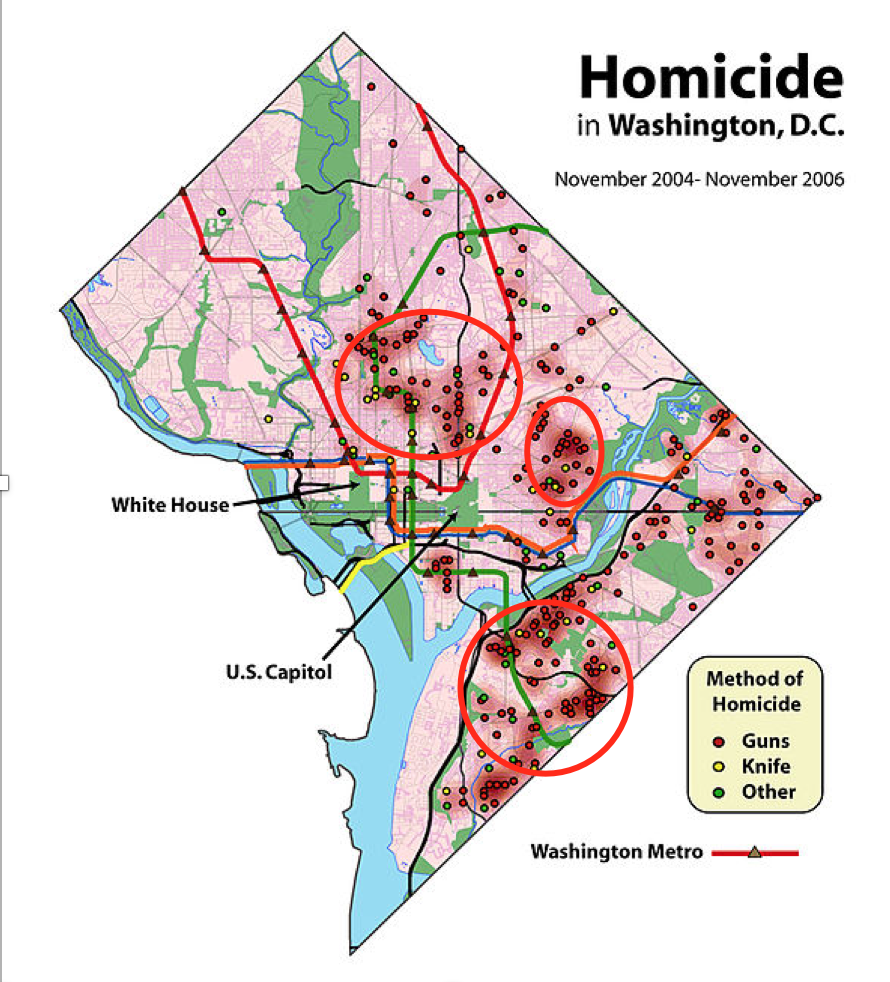 Homicide
in Washington, D.C.
November 2004- November 2006
White House
U.S. Capitol
Method of
Homicide
Guns
Knife
Other
Washington Metro